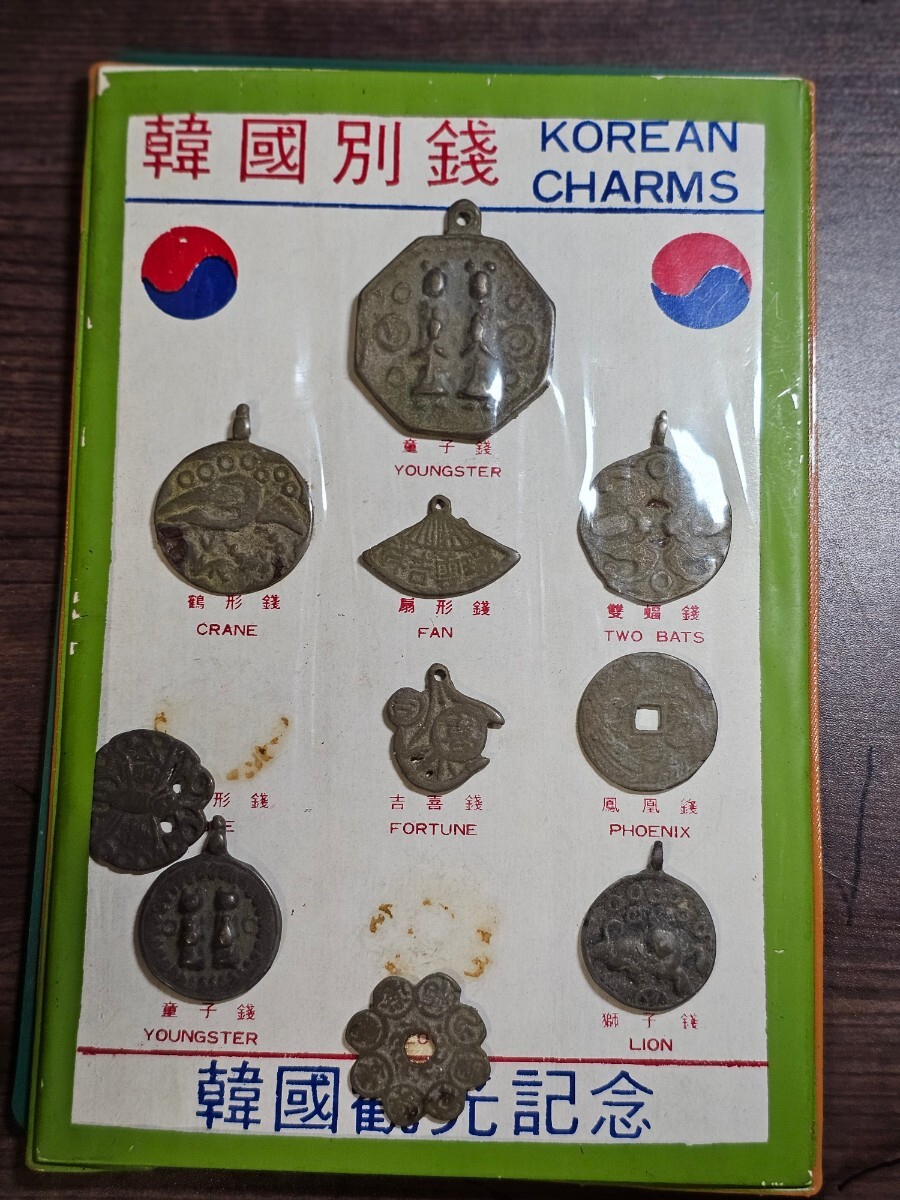 韓國別錢
KOREAN
CHARMS
童子錢
YOUNGSTER
鶴形錢
CRANE
扇形錢
FAN
雙蝠錢
TWO BATS
形錢
E
吉喜錢
FORTUNE
鳳凰錢
PHOENIX
童子錢
YOUNGSTER
獅子錢
LION
韓國観光記念